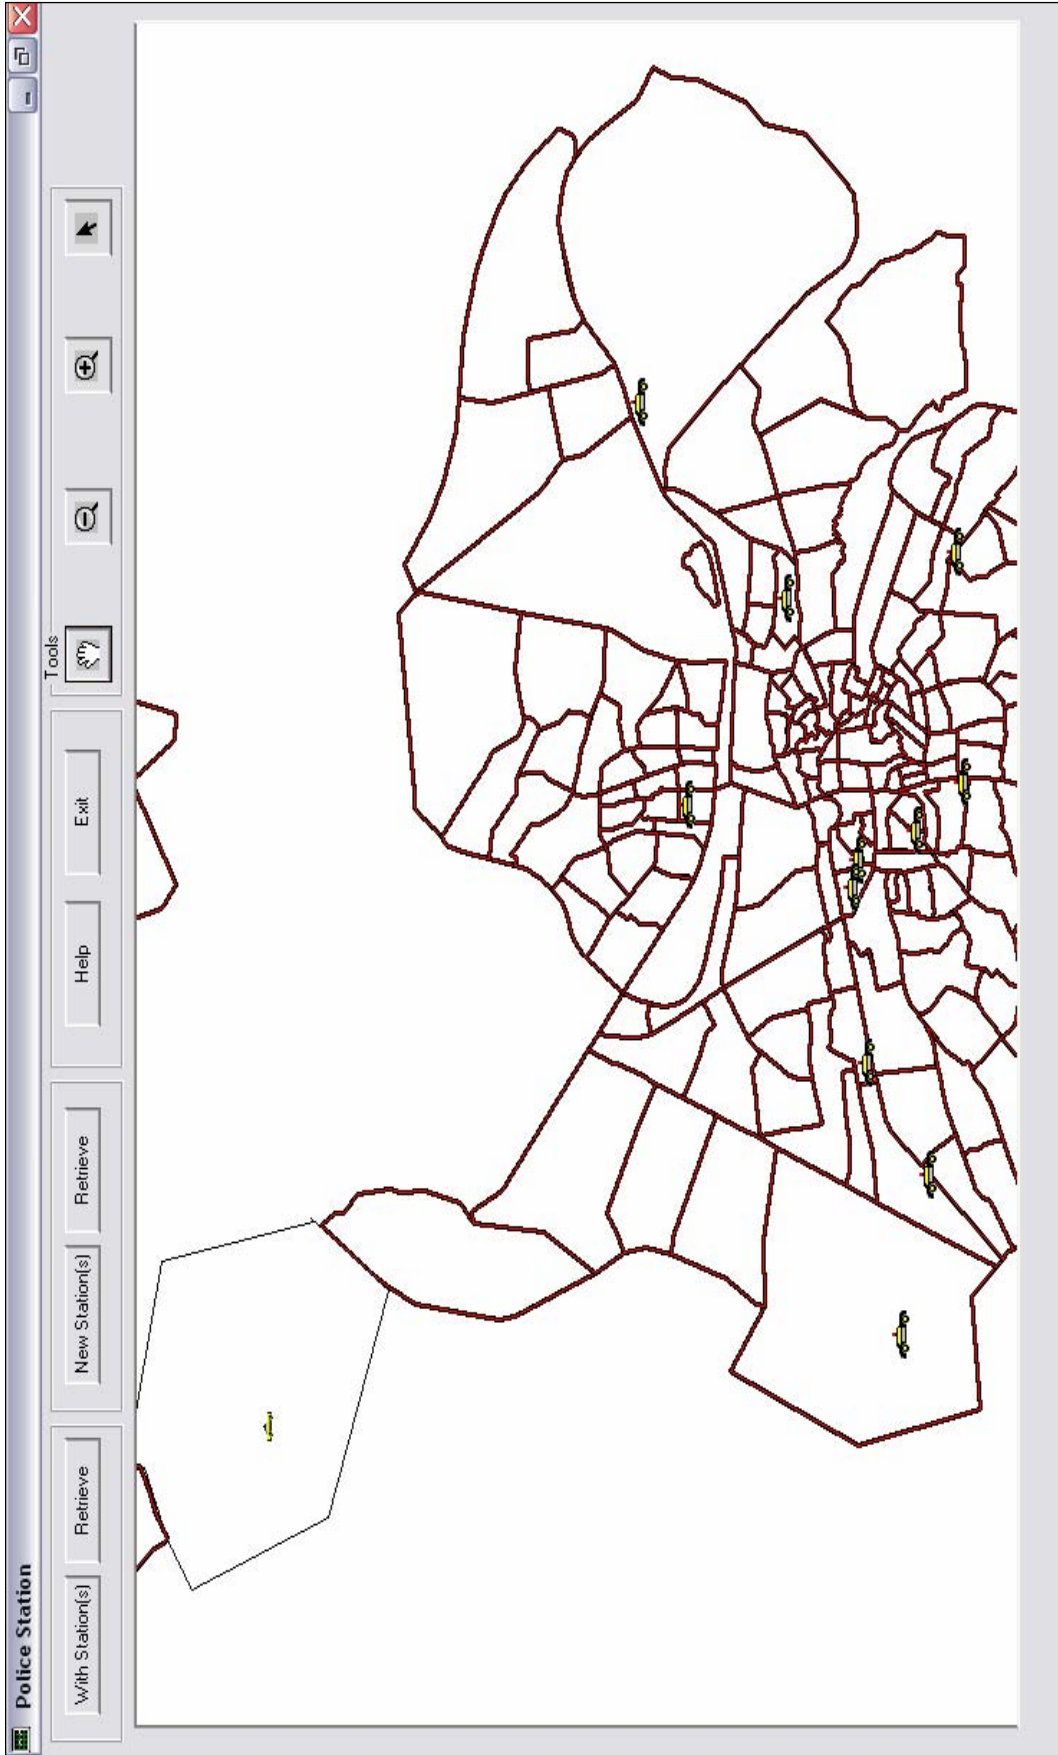 Police Station
With Station(s)
Retrieve
New Station(s)
Retrieve
Help
Exit
Tools